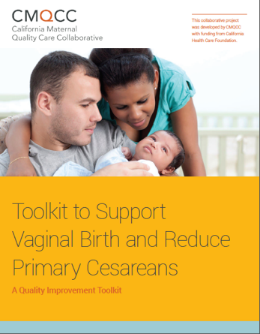 CMQCC
California Maternal
Quality Care Collaborative
This collaborative project
was developed by CMQCC
with funding from California
Health Care Foundation
Toolkit to Support
Vaginal Birth and Reduce
Primary Cesareans
A Quality Improvement Toolkit